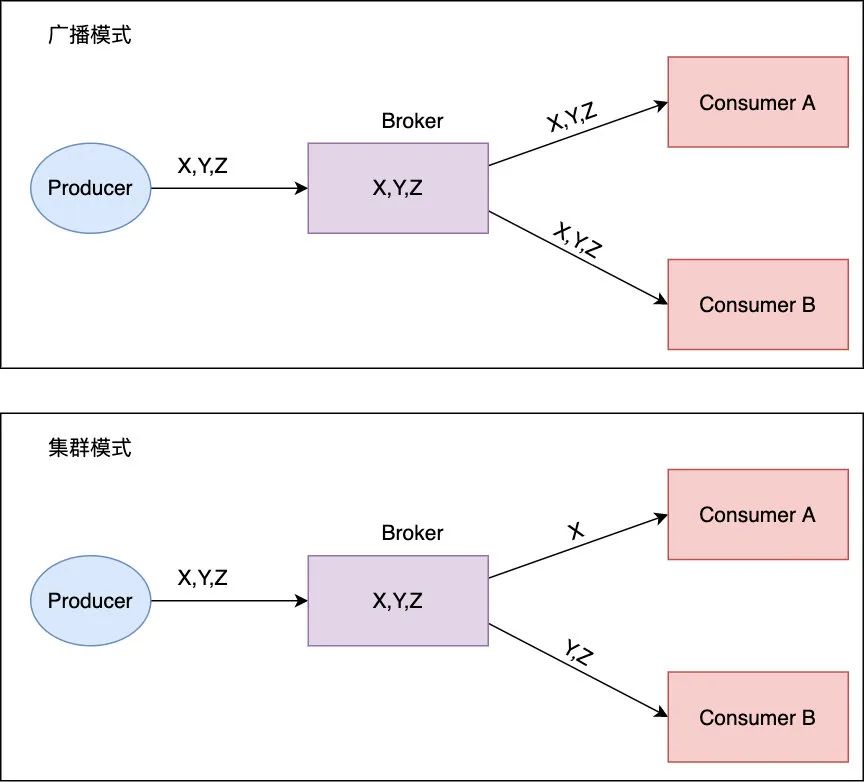 广播模式
Broker
Producer
X,Y,Z
X,Y,Z
X,Y,Z
X,Y,Z
Consumer A
Consumer B
集群模式
Broker
Producer
X,Y,Z
X,Y,Z
X
Y,Z
Consumer A
Consumer B